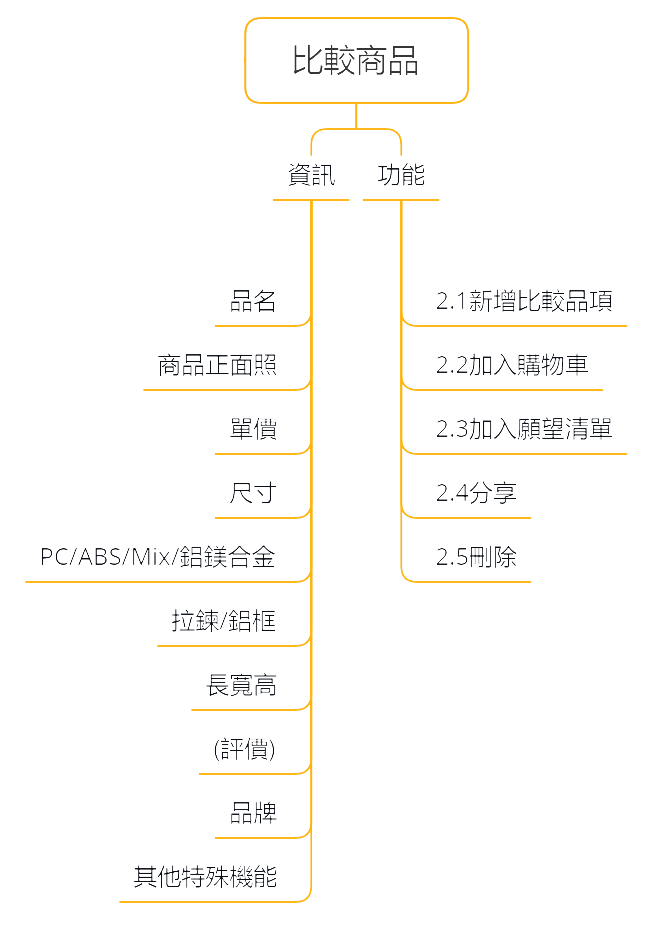 比較商品
資訊
功能
品名
商品正面照
單價
尺寸
PC/ABS/Mix/鋁鎂合金
拉鍊/鋁框
長寬高
(評價)
品牌
其他特殊機能
2.1新增比較品項
2.2加入購物車
2.3加入願望清單
2.4分享
2.5刪除